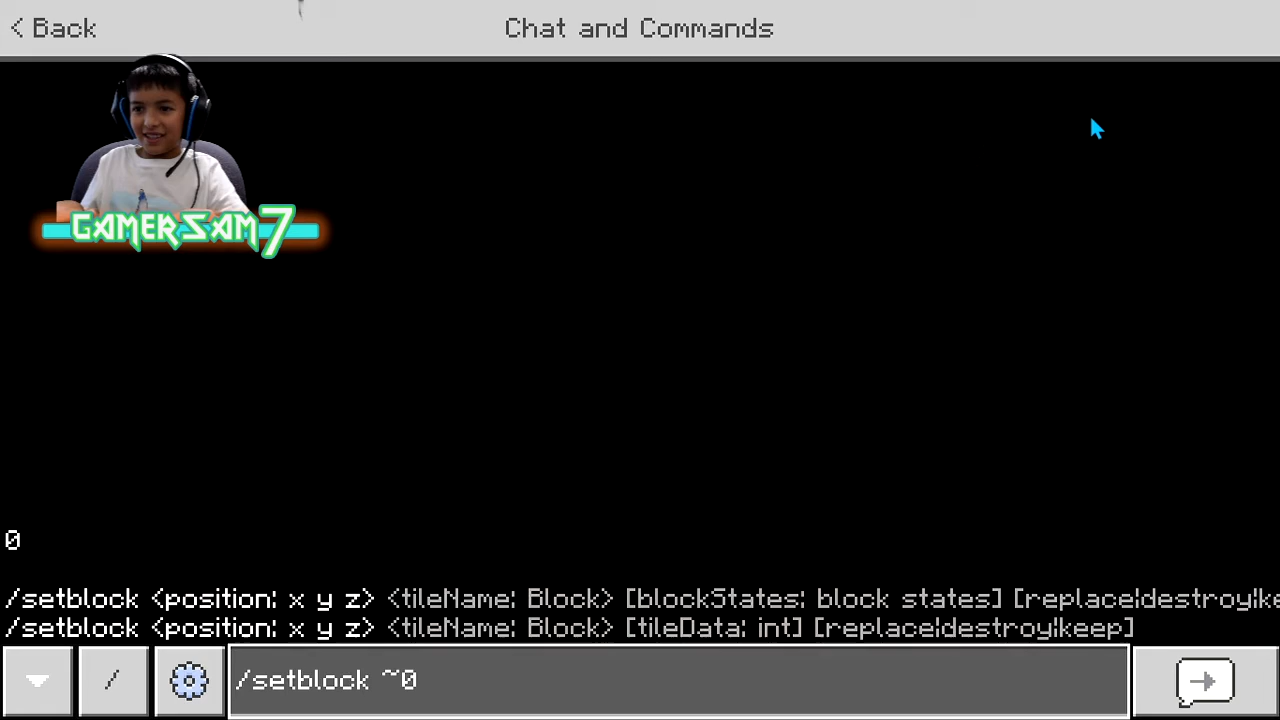 < Back
Chat and Commands
GAMERSAM7
0
/setblock <position: x y z> <tileName: Block> [blockStates: block states] [replace|destroy|ke
/setblock <position: x y z> <tileName: Block> [tileData: int] [replace|destroy|keep]
/
/setblock ~0